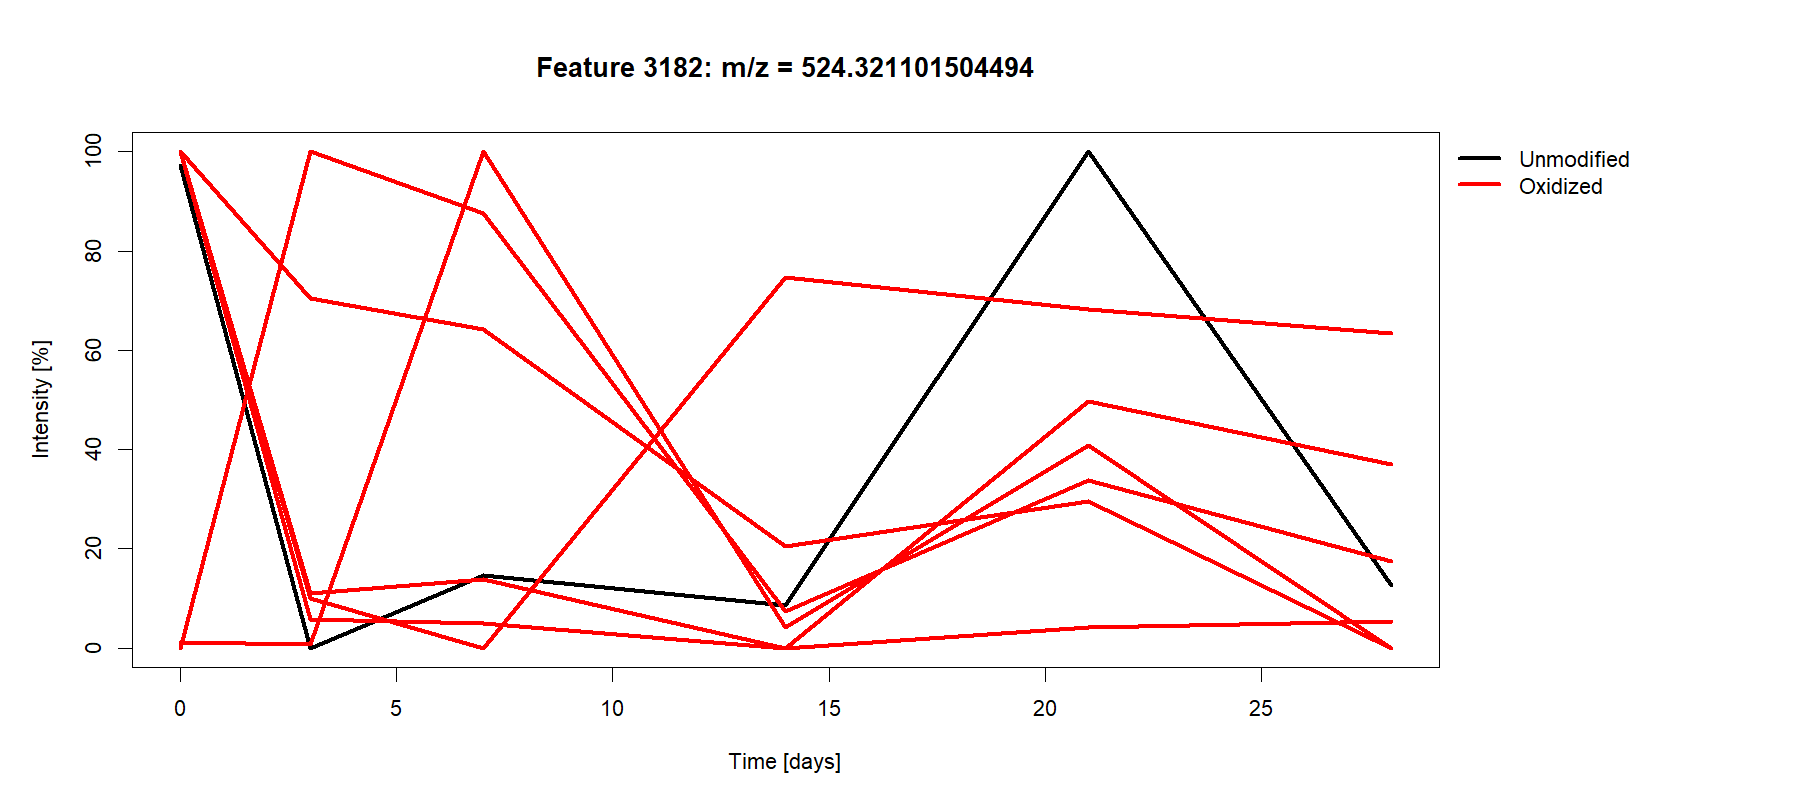 Feature 3182: m/z = 524.321101504494
Unmodified
Oxidized
Intensity [%]
100
80
60
40
20
0
0 5 10 15 20 25
Time [days]